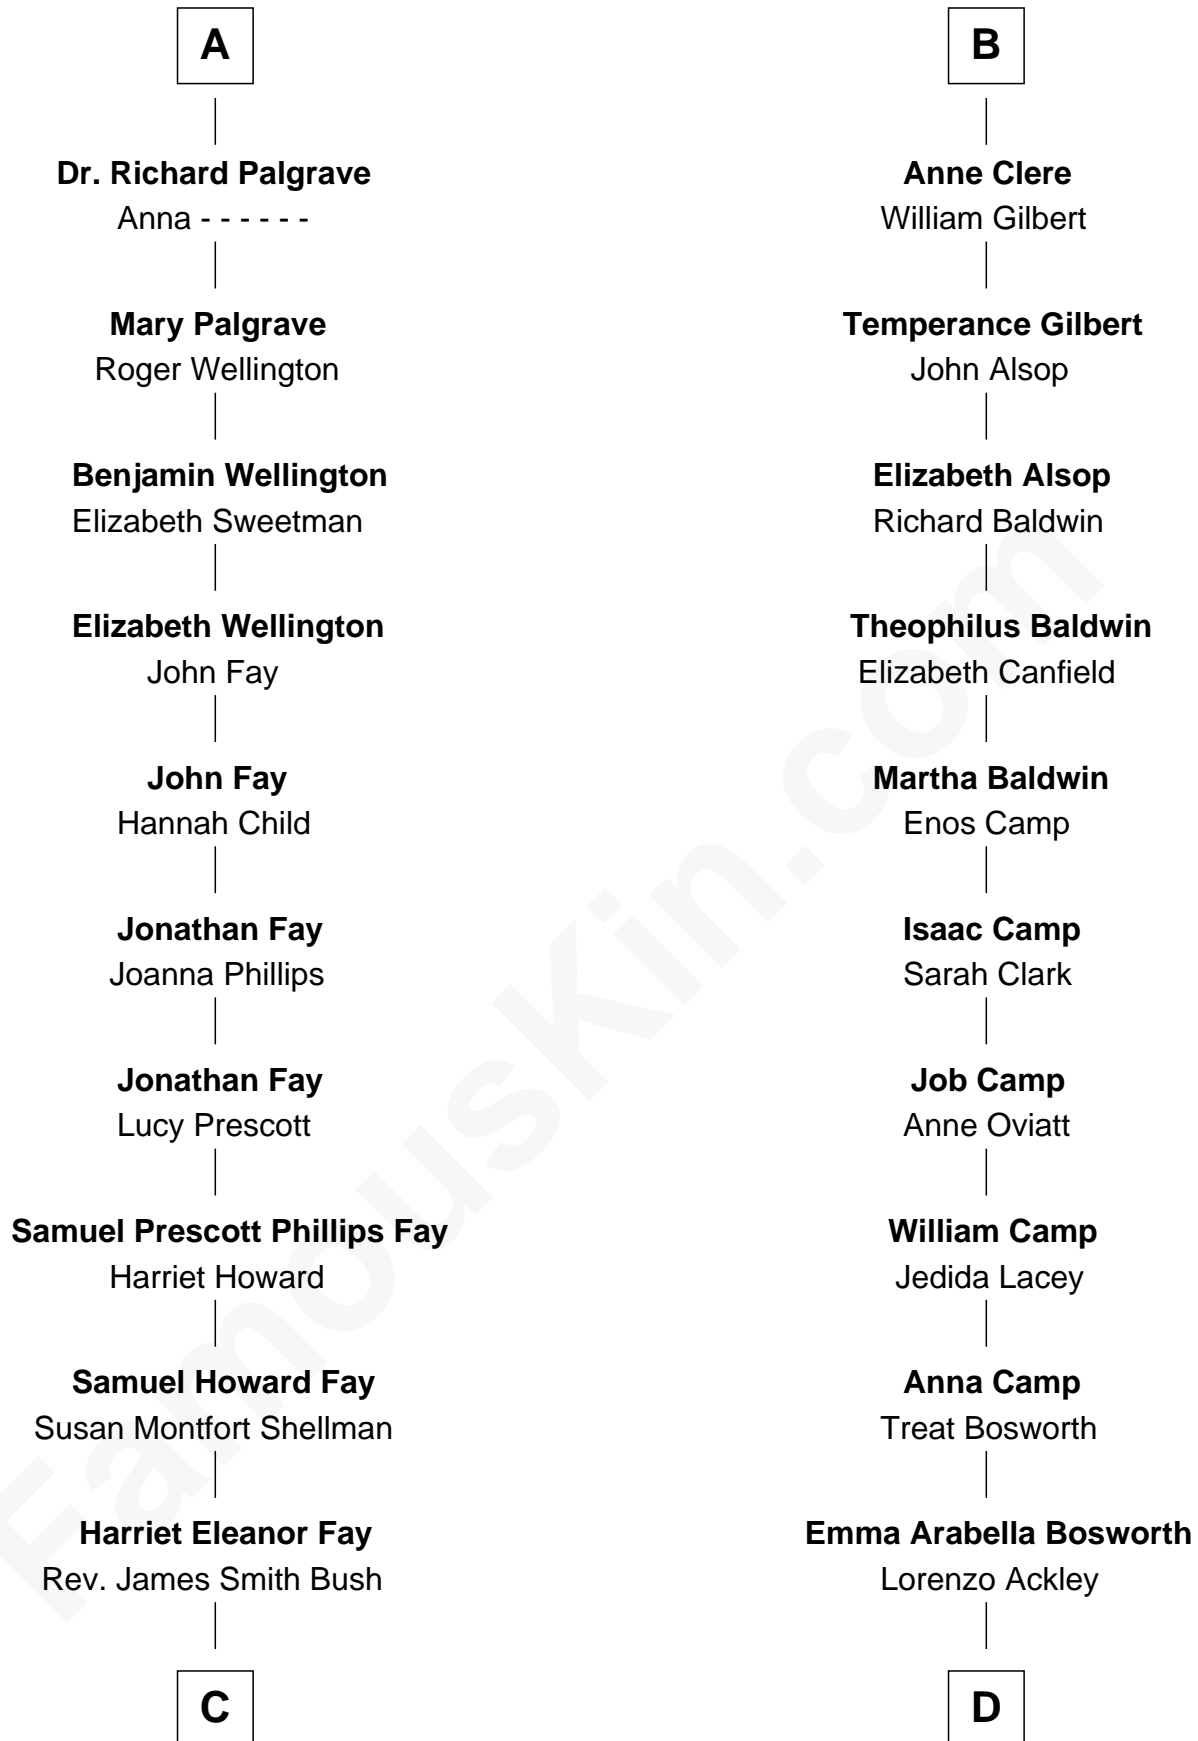 A
Dr. Richard Palgrave
Anna - - - - - -
Mary Palgrave
Roger Wellington
Benjamin Wellington
Elizabeth Sweetman
Elizabeth Wellington
John Fay
John Fay
Hannah Child
Jonathan Fay
Joanna Phillips
Jonathan Fay
Lucy Prescott
Samuel Prescott Phillips Fay
Harriet Howard
Samuel Howard Fay
Susan Montfort Shellman
Harriet Eleanor Fay
Rev. James Smith Bush
C
B
Anne Clere
William Gilbert
Temperance Gilbert
John Alsop
Elizabeth Alsop
Richard Baldwin
Theophilus Baldwin
Elizabeth Canfield
Martha Baldwin
Enos Camp
Isaac Camp
Sarah Clark
Job Camp
Anne Oviatt
William Camp
Jedida Lacey
Anna Camp
Treat Bosworth
Emma Arabella Bosworth
Lorenzo Ackley
D
FamousKin.com